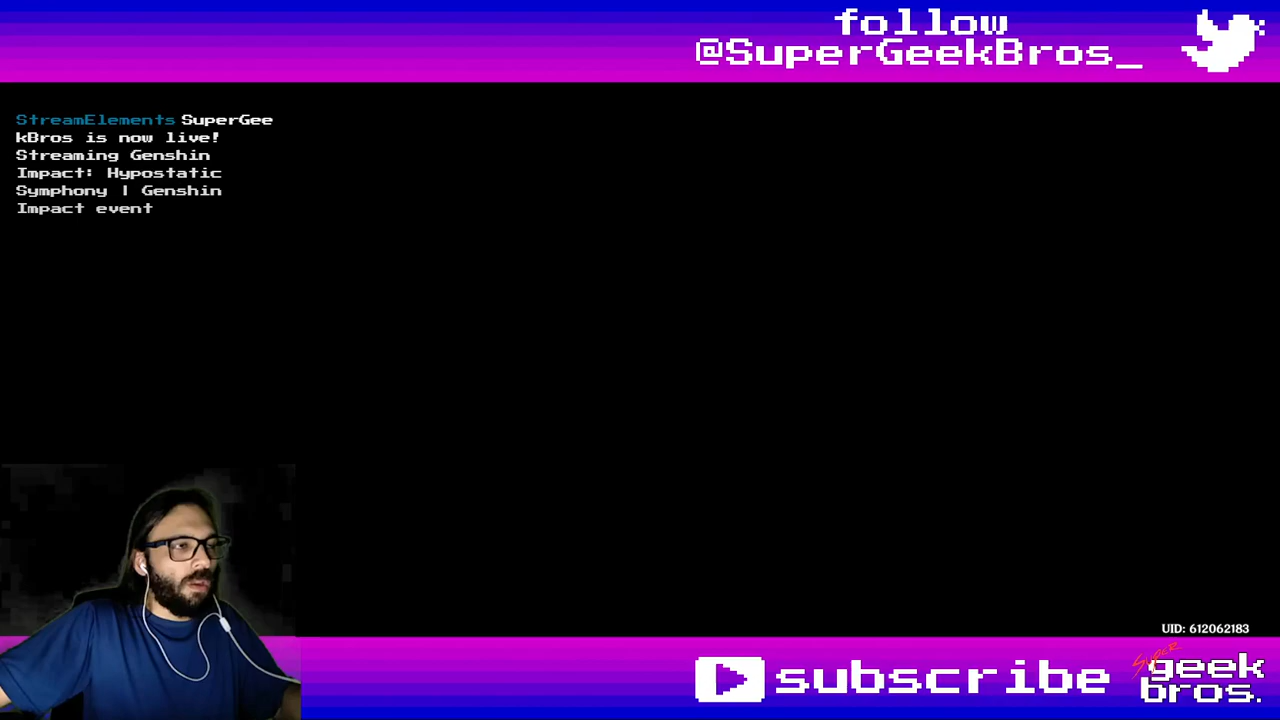 follow
@SuperGeekBros_
StreamElements SuperGee
kBros is now live!
Streaming Genshin
Impact: Hypostatic
Symphony | Genshin
Impact event
UID: 612062183
subscribe
SUPER
geek
bros.